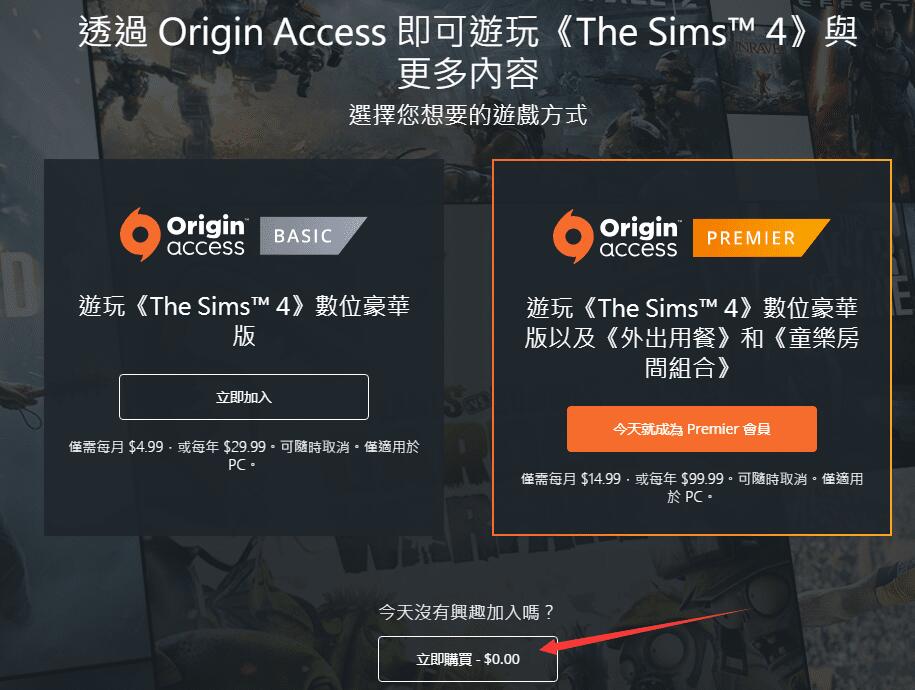 透過 Origin Access 即可遊玩《The Sims™ 4》與
更多內容
選擇您想要的遊戲方式
Origin™
access
BASIC
遊玩《The Sims™ 4》數位豪華
版
立即加入
僅需每月 $4.99，或每年 $29.99。可隨時取消。僅適用於
PC。
Origin™
access
PREMIER
遊玩《The Sims™ 4》數位豪華
版以及《外出用餐》和《童樂房
間組合》
今天就成為 Premier 會員
僅需每月 $14.99，或每年 $99.99。可隨時取消。僅適用
於 PC。
今天沒有興趣加入嗎？
立即購買 - $0.00
UNRAVEL